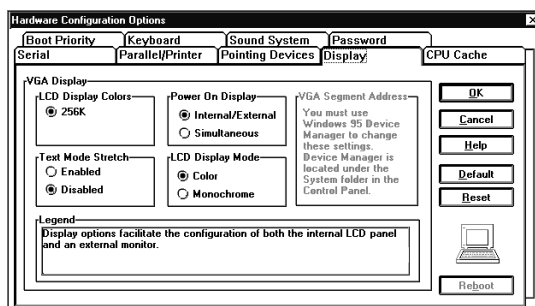 Hardware Configuration Options
Boot Priority Keyboard Sound System Password
Serial Parallel/Printer Pointing Devices Display CPU Cache
VGA Display
LCD Display Colors
256K
Power On Display
Internal/External
Simultaneous
VGA Segment Address
You must use
Windows 95 Device
Manager to change
these settings.
Device Manager is
located under the
System folder in the
Control Panel.
Text Mode Stretch
Enabled
Disabled
LCD Display Mode
Color
Monochrome
Legend
Display options facilitate the configuration of both the internal LCD panel
and an external monitor.
OK
Cancel
Help
Default
Reset
Reboot